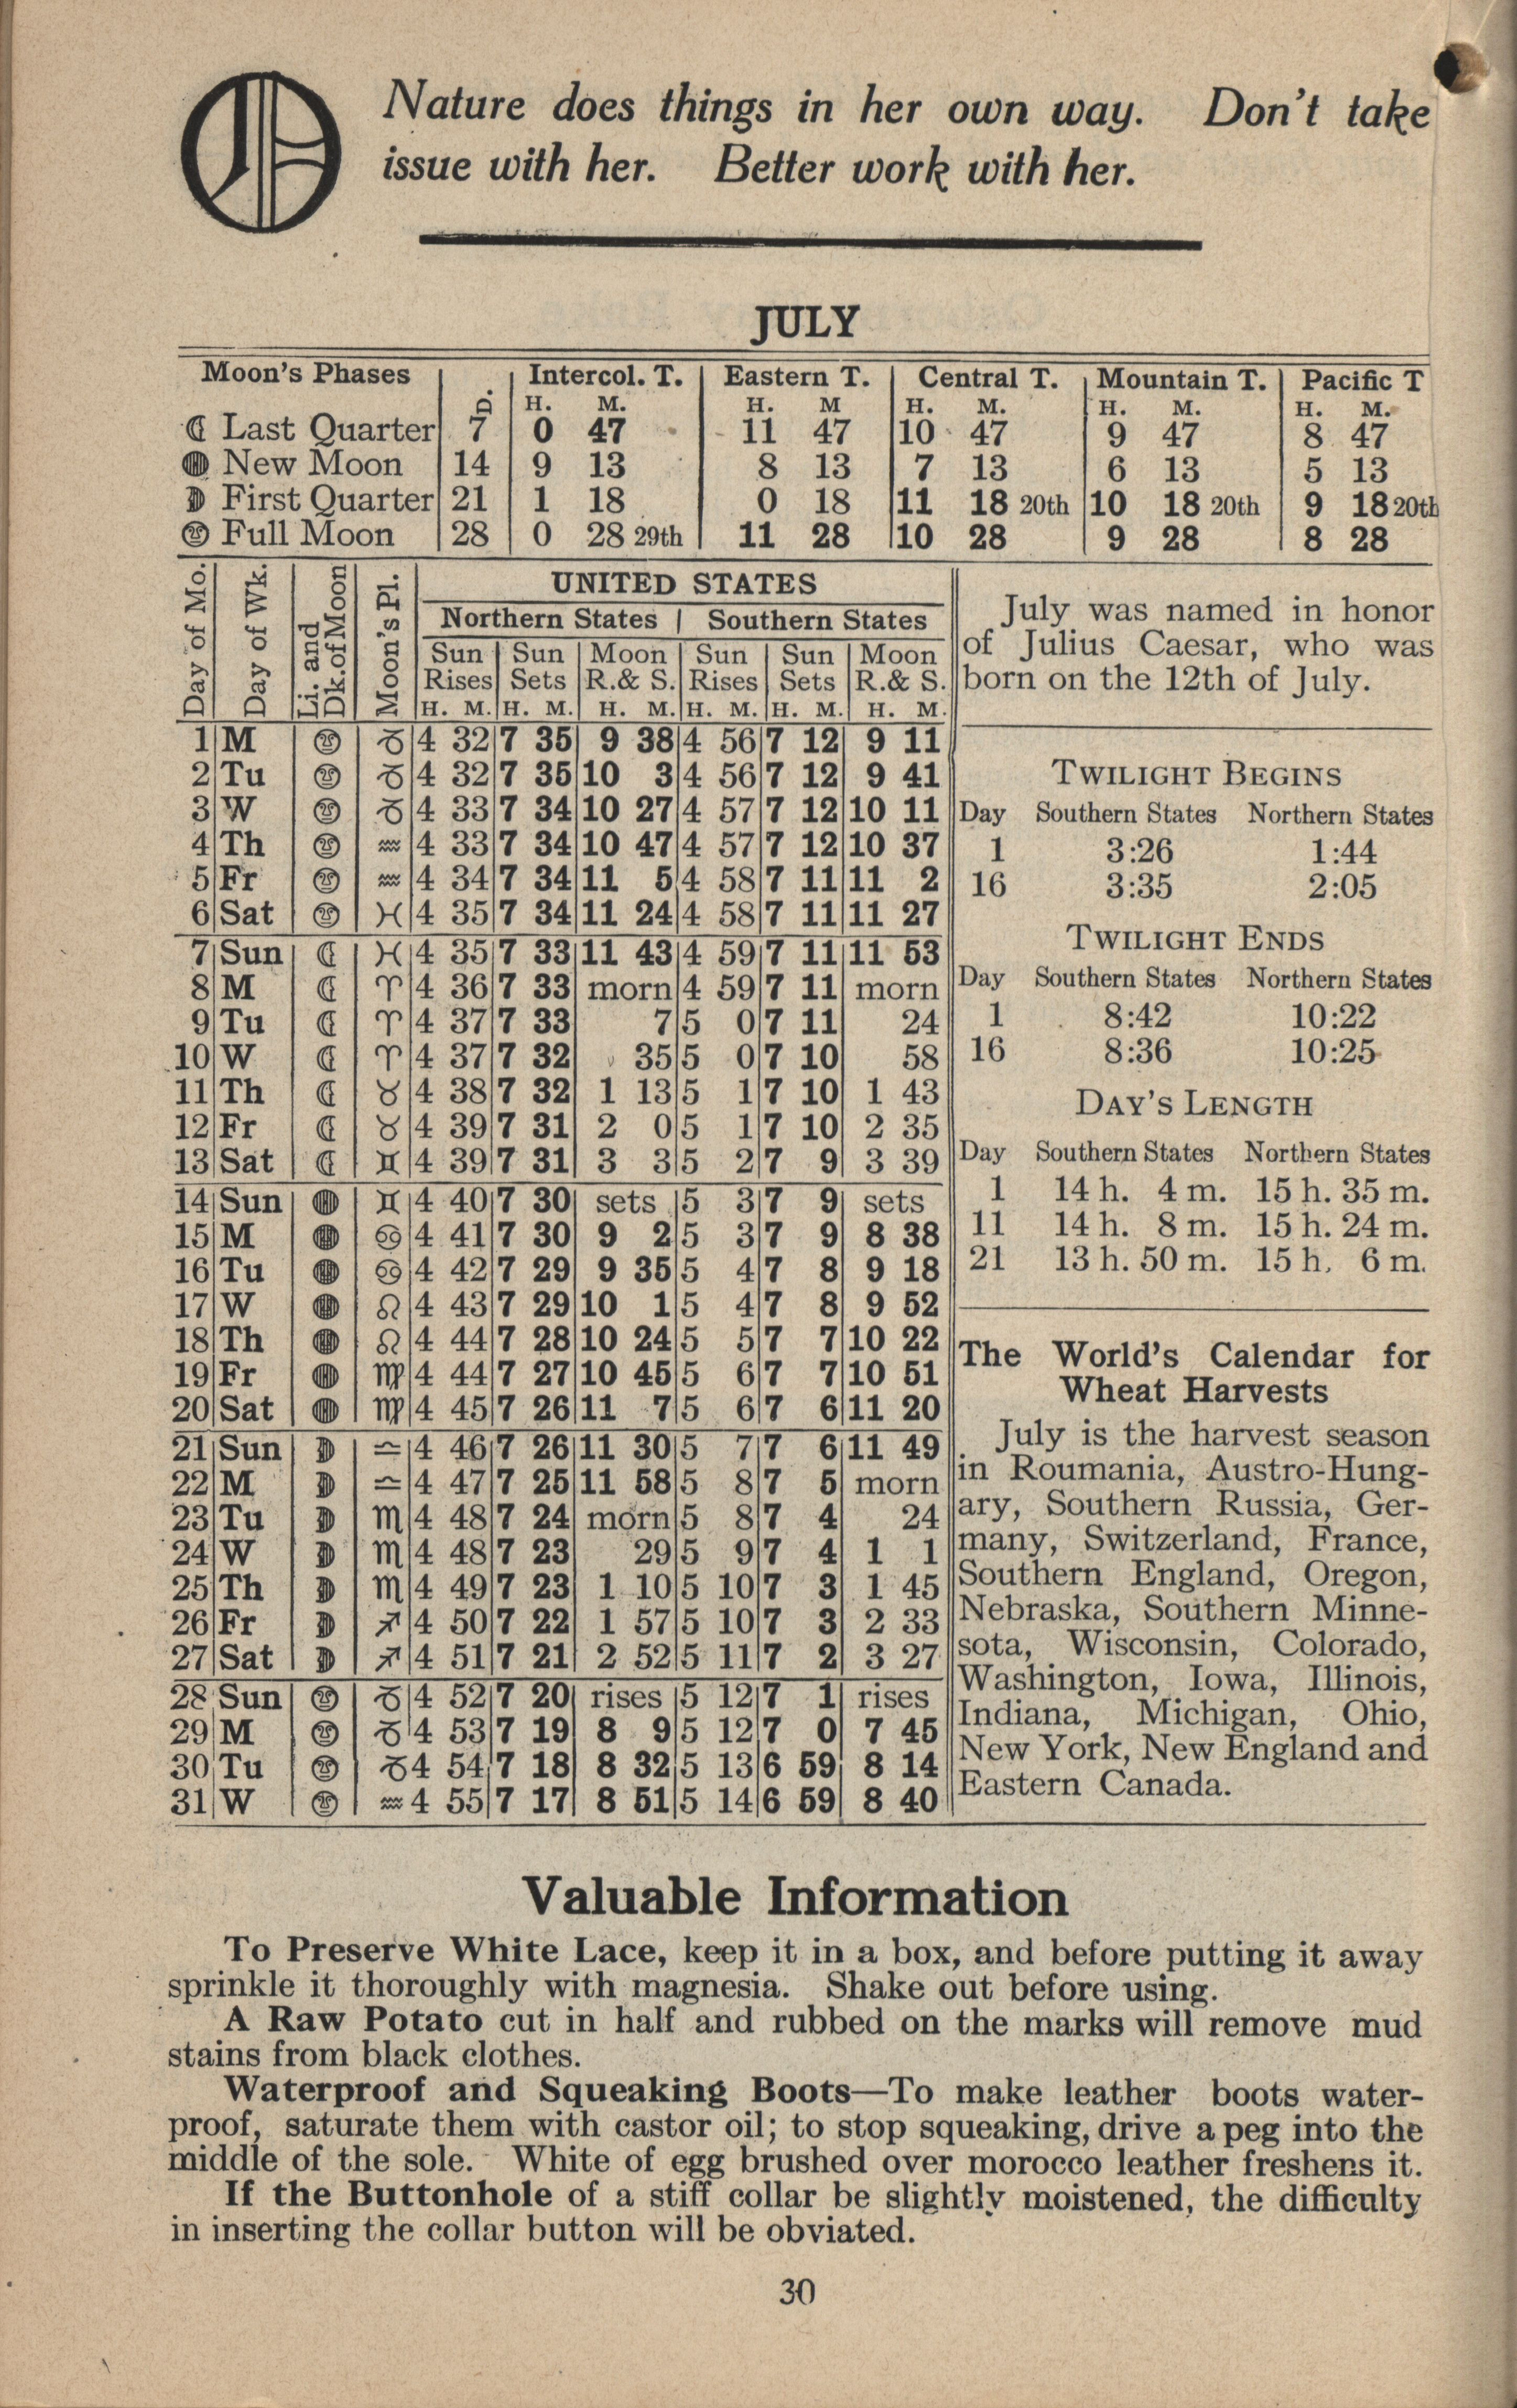 Nature does things in her own way. Don't take
issue with her. Better work with her.
JULY
Moon's Phases D. Intercol. T. Eastern T. Central T. Mountain T. Pacific T
H. M. H. M H. M. H. M. H. M.
Last Quarter 7 0 47 11 47 10 47 9 47 8 47
New Moon 14 9 13 8 13 7 13 6 13 5 13
First Quarter 21 1 18 0 18 11 18 20th 10 18 20th 9 18 20th
Full Moon 28 0 28 29th 11 28 10 28 9 28 8 28
Day of Mo. Day of Wk. Li. and Dk. of Moon Moon's Pl.
UNITED STATES
Northern States Southern States
Sun Sun Moon Sun Sun Moon
Rises Sets R.& S. Rises Sets R.& S.
H. M. H. M. H. M. H. M. H. M. H. M.
1 M ♑ 4 32 7 35 9 38 4 56 7 12 9 11
2 Tu ♑ 4 32 7 35 10 3 4 56 7 12 9 41
3 W ♑ 4 33 7 34 10 27 4 57 7 12 10 11
4 Th ♒ 4 33 7 34 10 47 4 57 7 12 10 37
5 Fr ♒ 4 34 7 34 11 5 4 58 7 11 11 2
6 Sat ♓ 4 35 7 34 11 24 4 58 7 11 11 27
7 Sun ♓ 4 35 7 33 11 43 4 59 7 11 11 53
8 M ♈ 4 36 7 33 morn 4 59 7 11 morn
9 Tu ♈ 4 37 7 33 7 5 0 7 11 24
10 W ♈ 4 37 7 32 35 5 0 7 10 58
11 Th ♉ 4 38 7 32 1 13 5 1 7 10 1 43
12 Fr ♉ 4 39 7 31 2 0 5 1 7 10 2 35
13 Sat ♊ 4 39 7 31 3 3 5 2 7 9 3 39
14 Sun ♊ 4 40 7 30 sets 5 3 7 9 sets
15 M ♋ 4 41 7 30 9 2 5 3 7 9 8 38
16 Tu ♋ 4 42 7 29 9 35 5 4 7 8 9 18
17 W ♌ 4 43 7 29 10 1 5 4 7 8 9 52
18 Th ♌ 4 44 7 28 10 24 5 5 7 7 10 22
19 Fr ♍ 4 44 7 27 10 45 5 6 7 7 10 51
20 Sat ♍ 4 45 7 26 11 7 5 6 7 6 11 20
21 Sun ♎ 4 46 7 26 11 30 5 7 7 6 11 49
22 M ♎ 4 47 7 25 11 58 5 8 7 5 morn
23 Tu ♏ 4 48 7 24 morn 5 8 7 4 24
24 W ♏ 4 48 7 23 29 5 9 7 4 1 1
25 Th ♏ 4 49 7 23 1 10 5 10 7 3 1 45
26 Fr ♐ 4 50 7 22 1 57 5 10 7 3 2 33
27 Sat ♐ 4 51 7 21 2 52 5 11 7 2 3 27
28 Sun ♑ 4 52 7 20 rises 5 12 7 1 rises
29 M ♑ 4 53 7 19 8 9 5 12 7 0 7 45
30 Tu ♑ 4 54 7 18 8 32 5 13 6 59 8 14
31 W ♒ 4 55 7 17 8 51 5 14 6 59 8 40
July was named in honor
of Julius Caesar, who was
born on the 12th of July.
TWILIGHT BEGINS
Day Southern States Northern States
1 3:26 1:44
16 3:35 2:05
TWILIGHT ENDS
Day Southern States Northern States
1 8:42 10:22
16 8:36 10:25
DAY'S LENGTH
Day Southern States Northern States
1 14 h. 4 m. 15 h. 35 m.
11 14 h. 8 m. 15 h. 24 m.
21 13 h. 50 m. 15 h. 6 m.
The World's Calendar for
Wheat Harvests
July is the harvest season
in Roumania, Austro-Hung-
ary, Southern Russia, Ger-
many, Switzerland, France,
Southern England, Oregon,
Nebraska, Southern Minne-
sota, Wisconsin, Colorado,
Washington, Iowa, Illinois,
Indiana, Michigan, Ohio,
New York, New England and
Eastern Canada.
Valuable Information
To Preserve White Lace, keep it in a box, and before putting it away
sprinkle it thoroughly with magnesia. Shake out before using.
A Raw Potato cut in half and rubbed on the marks will remove mud
stains from black clothes.
Waterproof and Squeaking Boots—To make leather boots water-
proof, saturate them with castor oil; to stop squeaking, drive a peg into the
middle of the sole. White of egg brushed over morocco leather freshens it.
If the Buttonhole of a stiff collar be slightly moistened, the difficulty
in inserting the collar button will be obviated.
30